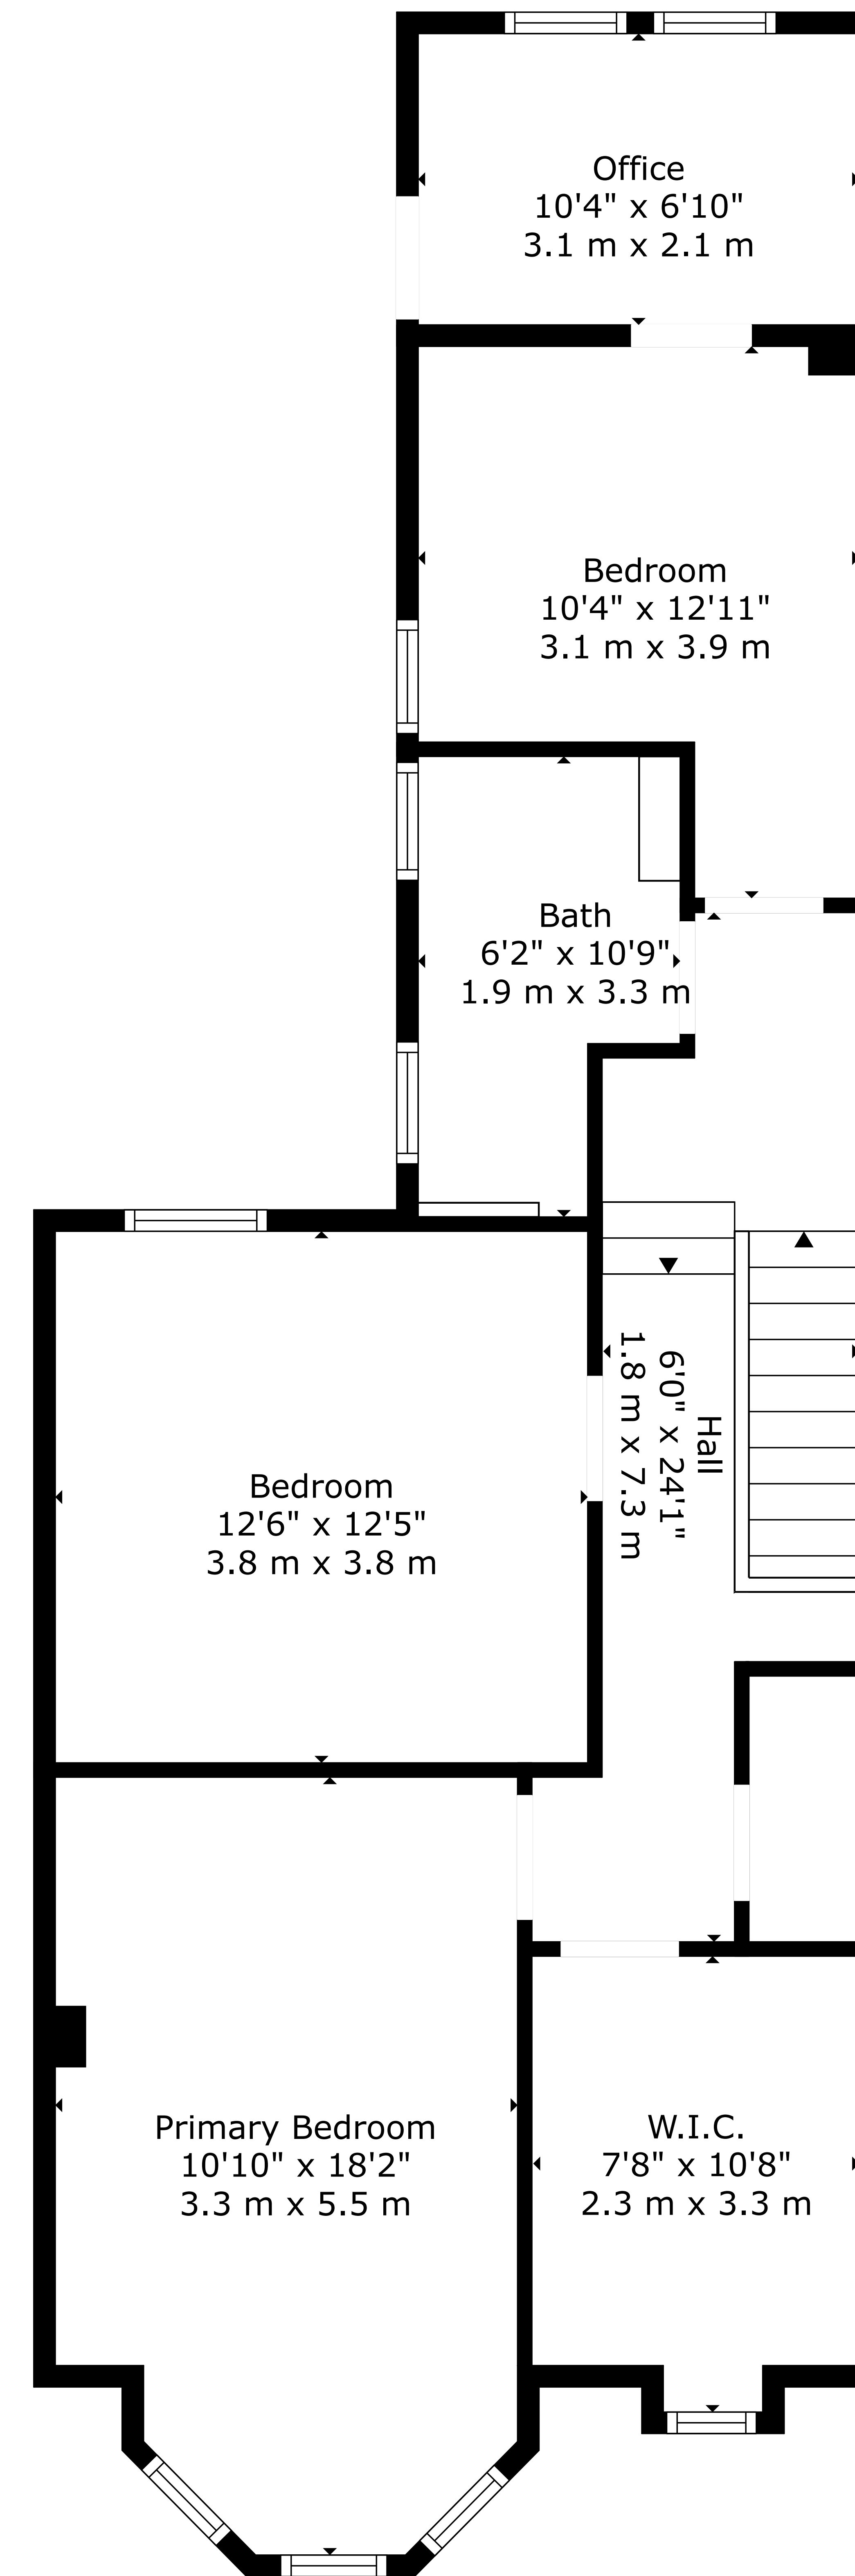 Office
10'4" x 6'10"
3.1 m x 2.1 m
Bedroom
10'4" x 12'11"
3.1 m x 3.9 m
Bath
6'2" x 10'9"
1.9 m x 3.3 m
Hall
6'0" x 24'1"
1.8 m x 7.3 m
Bedroom
12'6" x 12'5"
3.8 m x 3.8 m
Primary Bedroom
10'10" x 18'2"
3.3 m x 5.5 m
W.I.C.
7'8" x 10'8"
2.3 m x 3.3 m